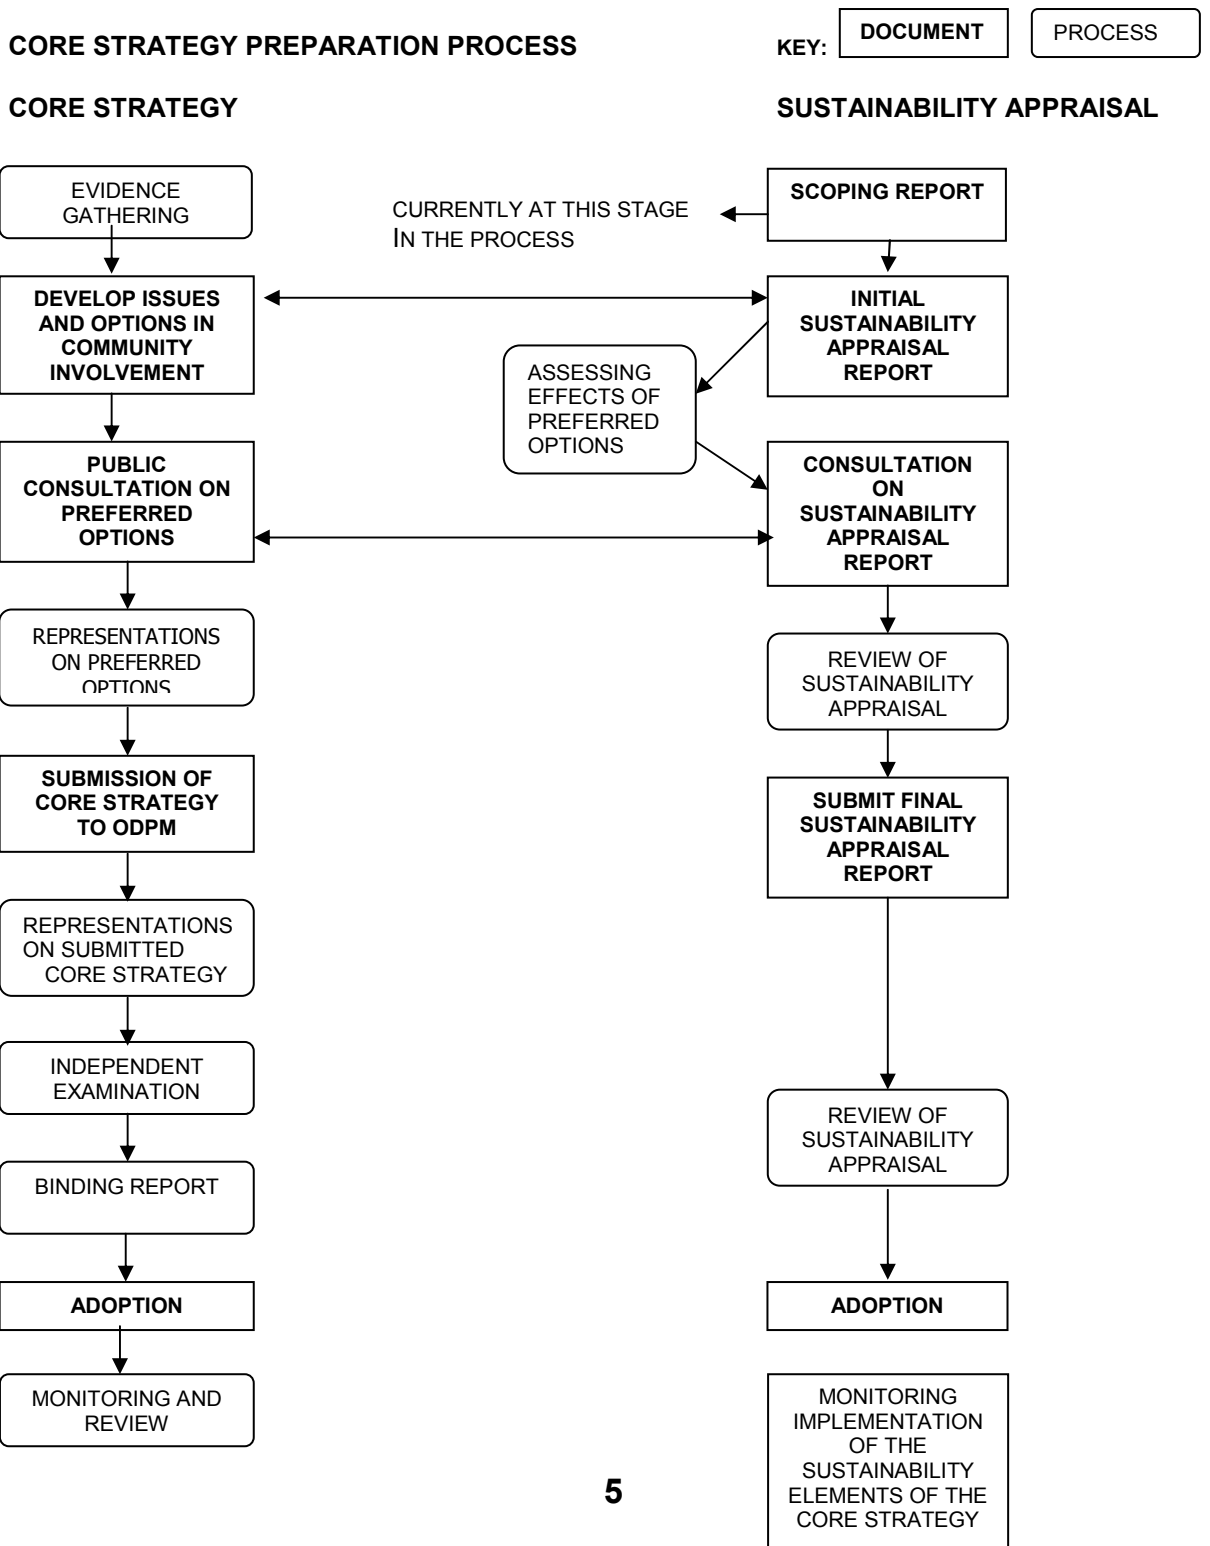 CORE STRATEGY PREPARATION PROCESS
KEY:
DOCUMENT
PROCESS
CORE STRATEGY
SUSTAINABILITY APPRAISAL
EVIDENCE
GATHERING
CURRENTLY AT THIS STAGE
IN THE PROCESS
SCOPING REPORT
DEVELOP ISSUES
AND OPTIONS IN
COMMUNITY
INVOLVEMENT
INITIAL
SUSTAINABILITY
APPRAISAL
REPORT
ASSESSING
EFFECTS OF
PREFERRED
OPTIONS
PUBLIC
CONSULTATION ON
PREFERRED
OPTIONS
CONSULTATION
ON
SUSTAINABILITY
APPRAISAL
REPORT
REPRESENTATIONS
ON PREFERRED
OPTIONS
REVIEW OF
SUSTAINABILITY
APPRAISAL
SUBMISSION OF
CORE STRATEGY
TO ODPM
SUBMIT FINAL
SUSTAINABILITY
APPRAISAL
REPORT
REPRESENTATIONS
ON SUBMITTED
CORE STRATEGY
INDEPENDENT
EXAMINATION
REVIEW OF
SUSTAINABILITY
APPRAISAL
BINDING REPORT
ADOPTION
ADOPTION
MONITORING AND
REVIEW
MONITORING
IMPLEMENTATION
OF THE
SUSTAINABILITY
ELEMENTS OF THE
CORE STRATEGY
5